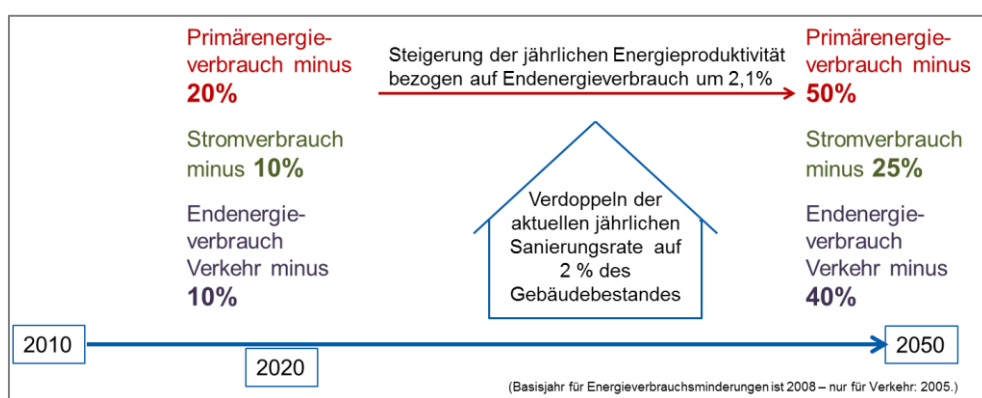 Primärenergie-
verbrauch minus
20%
Stromverbrauch
minus 10%
Endenergie-
verbrauch
Verkehr minus
10%
Steigerung der jährlichen Energieproduktivität
bezogen auf Endenergieverbrauch um 2,1%
Verdoppeln der
aktuellen jährlichen
Sanierungsrate auf
2 % des
Gebäudebestandes
Primärenergie-
verbrauch minus
50%
Stromverbrauch
minus 25%
Endenergie-
verbrauch
Verkehr minus
40%
2010
2020
2050
(Basisjahr für Energieverbrauchsminderungen ist 2008 – nur für Verkehr: 2005.)